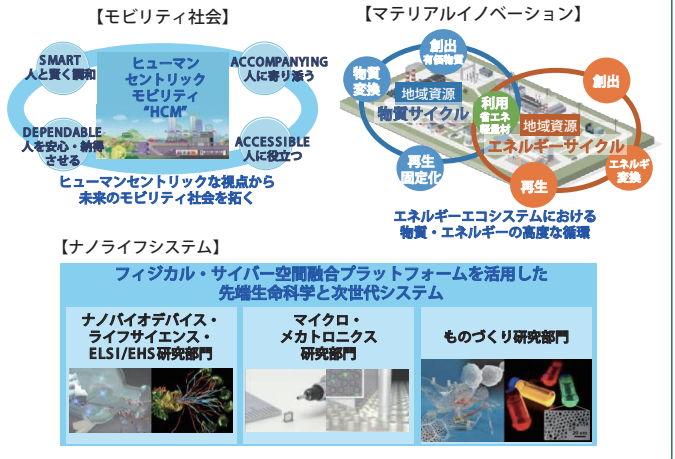 【モビリティ社会】
SMART
人と賢く調和
ACCOMPANYING
人に寄り添う
ヒューマン
セントリック
モビリティ
“HCM”
DEPENDABLE
人を安心・納得
させる
ACCESSIBLE
人に役立つ
ヒューマンセントリックな視点から
未来のモビリティ社会を拓く
【マテリアルイノベーション】
創出
有価物質
物質
変換
地域資源
物質サイクル
再生
固定化
利用
省エネ
軽量材
創出
地域資源
エネルギーサイクル
エネルギ
変換
再生
エネルギーエコシステムにおける
物質・エネルギーの高度な循環
【ナノライフシステム】
フィジカル・サイバー空間融合プラットフォームを活用した
先端生命科学と次世代システム
ナノバイオデバイス・
ライフサイエンス・
ELSI/EHS研究部門
マイクロ・
メカトロニクス
研究部門
ものづくり研究部門
20 nm